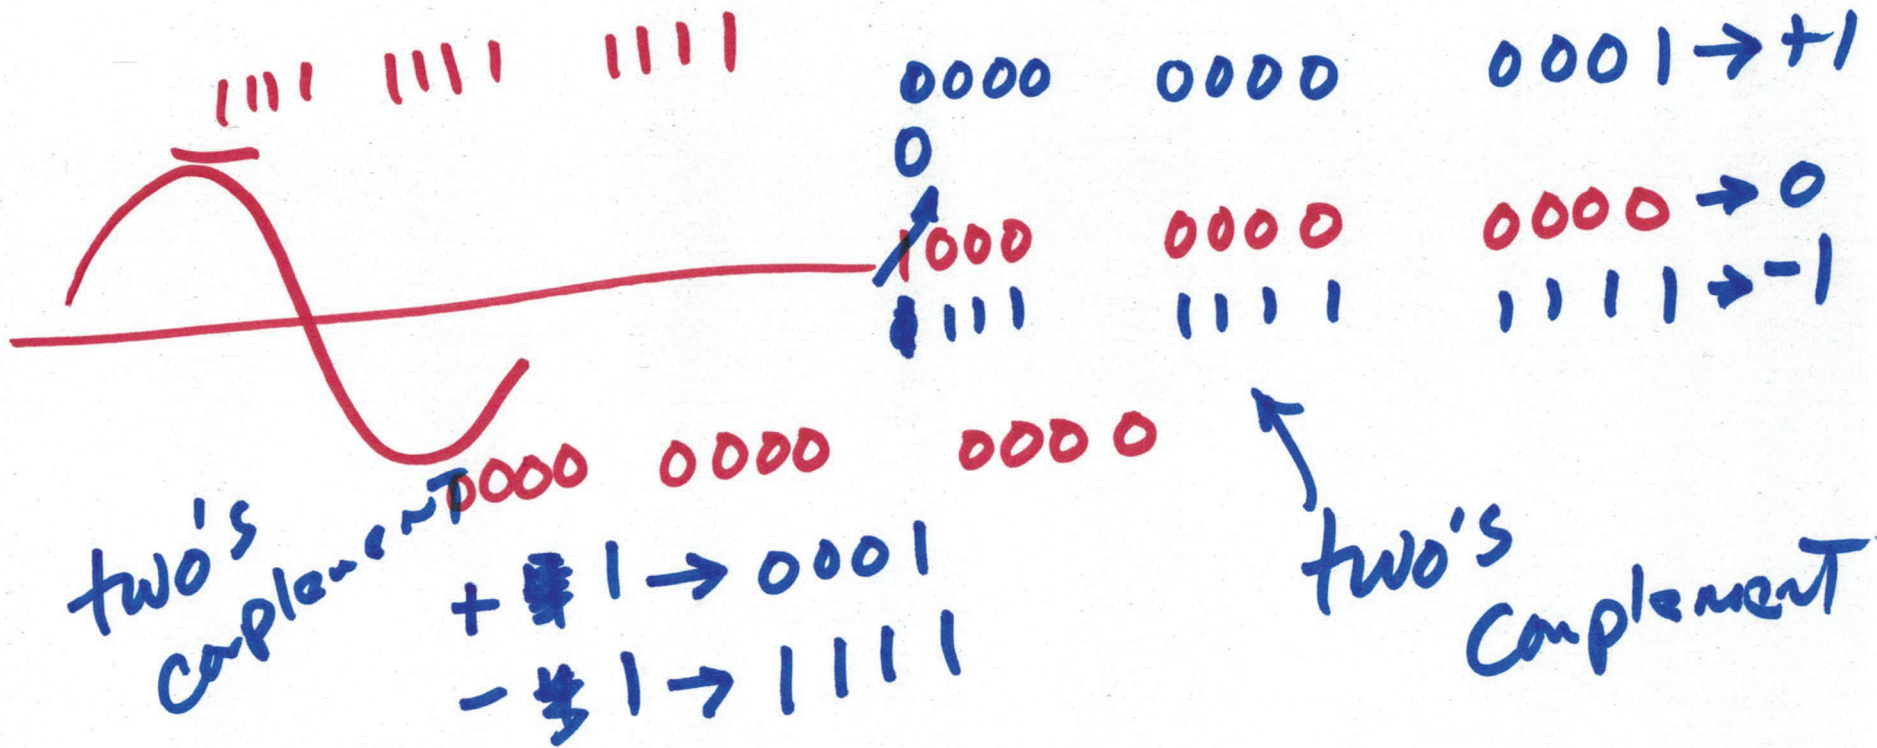 1111 1111 1111
0000 0000 0001 → +1
0
1000 0000 0000 → 0
1111 1111 1111 → -1
0000 0000 0000
two's
complement
+ 1 → 0001
- 1 → 1111
two's
complement